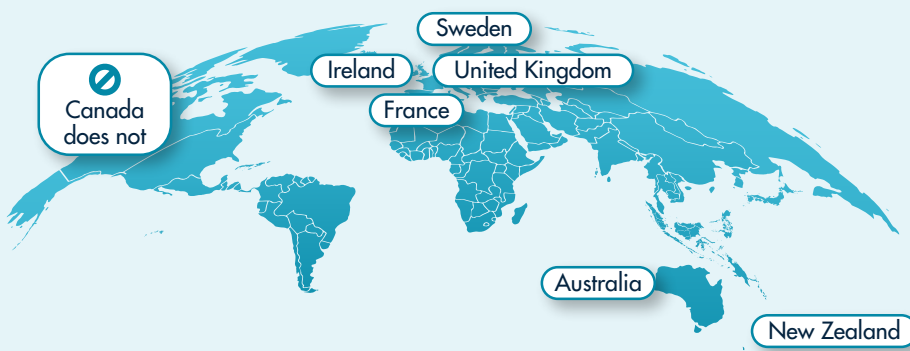 Sweden
Ireland
United Kingdom
Canada
does not
France
Australia
New Zealand